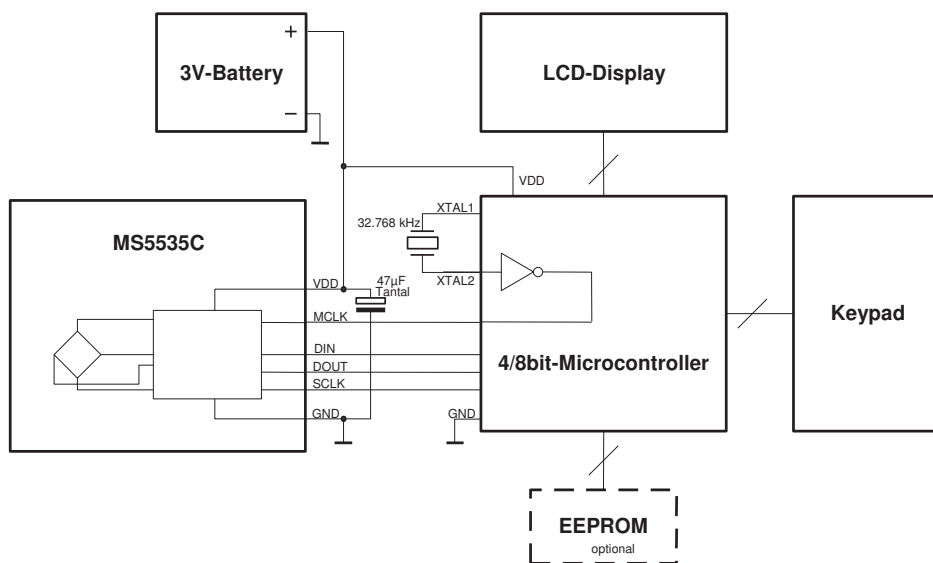 +
3V-Battery
−
LCD-Display
VDD
XTAL1
32.768 kHz
XTAL2
MS5535C
VDD
47µF
Tantal
MCLK
DIN
DOUT
SCLK
GND
4/8bit-Microcontroller
GND
Keypad
EEPROM
optional